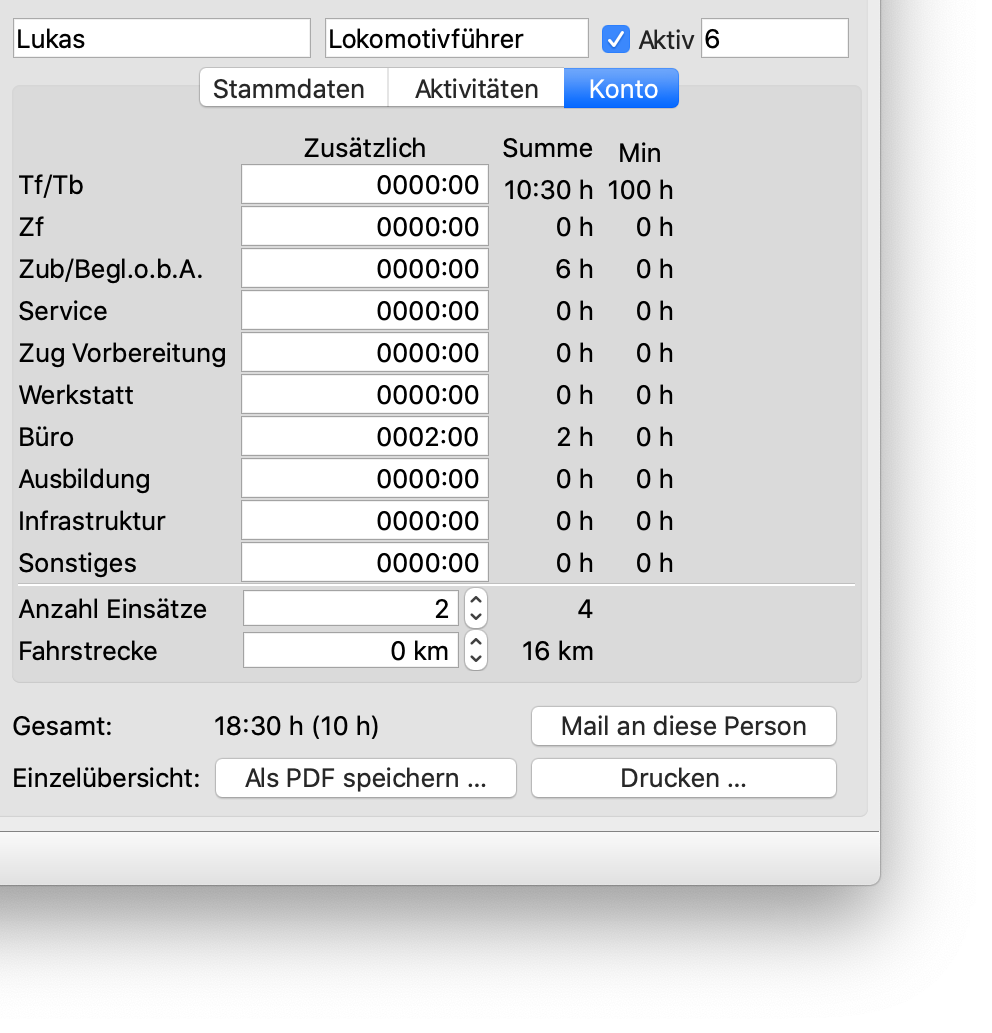 Lukas Lokomotivführer Aktiv 6
Stammdaten Aktivitäten Konto
Zusätzlich Summe Min
Tf/Tb 0000:00 10:30 h 100 h
Zf 0000:00 0 h 0 h
Zub/Begl.o.b.A. 0000:00 6 h 0 h
Service 0000:00 0 h 0 h
Zug Vorbereitung 0000:00 0 h 0 h
Werkstatt 0000:00 0 h 0 h
Büro 0002:00 2 h 0 h
Ausbildung 0000:00 0 h 0 h
Infrastruktur 0000:00 0 h 0 h
Sonstiges 0000:00 0 h 0 h
Anzahl Einsätze 2 4
Fahrstrecke 0 km 16 km
Gesamt: 18:30 h (10 h) Mail an diese Person
Einzelübersicht: Als PDF speichern ... Drucken ...